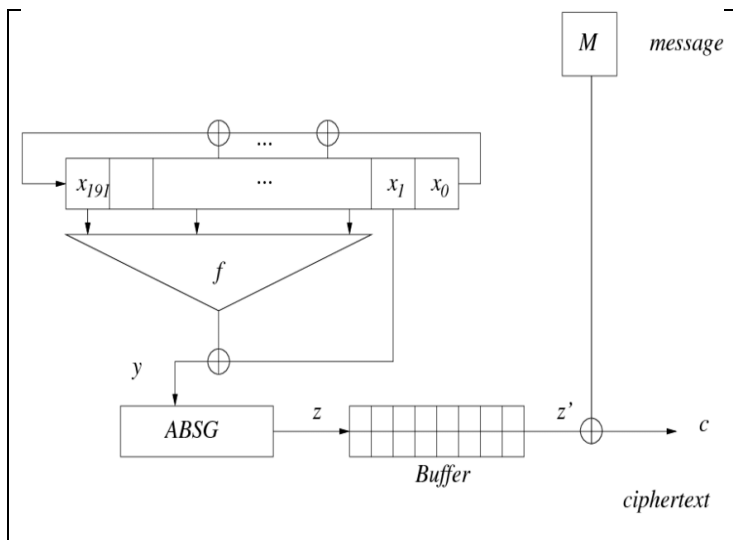 M message
...
x191 ... x1 x0
f
y
ABSG z z' c
Buffer
ciphertext